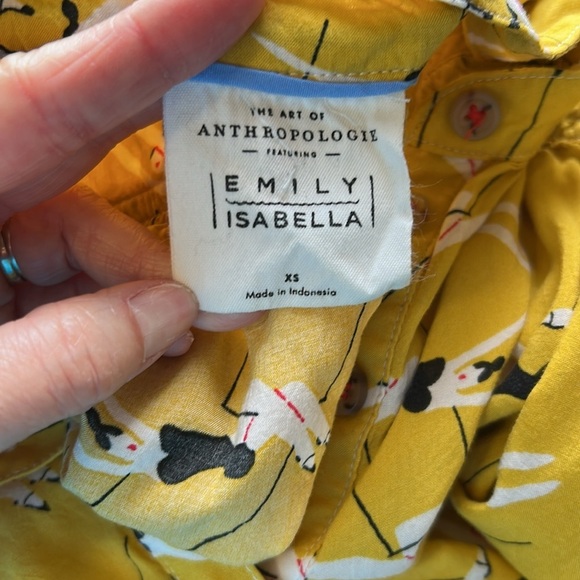 THE ART OF
ANTHROPOLOGIE
— FEATURING —
EMILY
ISABELLA
XS
Made in Indonesia